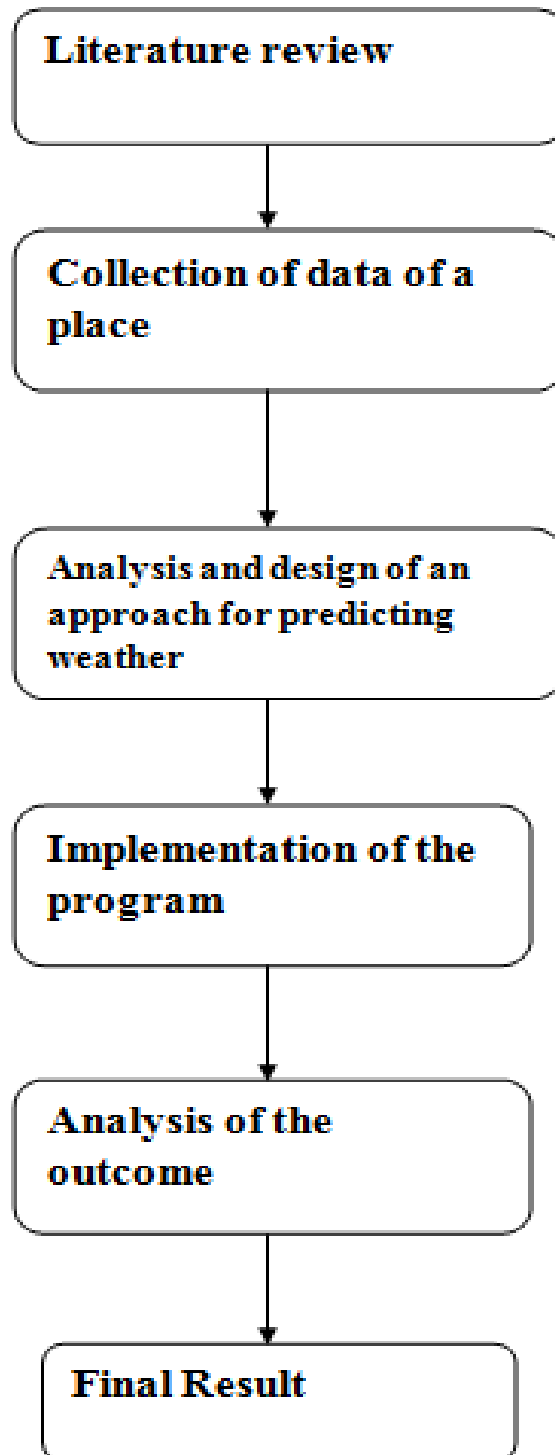 Literature review
Collection of data of a
place
Analysis and design of an
approach for predicting
weather
Implementation of the
program
Analysis of the
outcome
Final Result